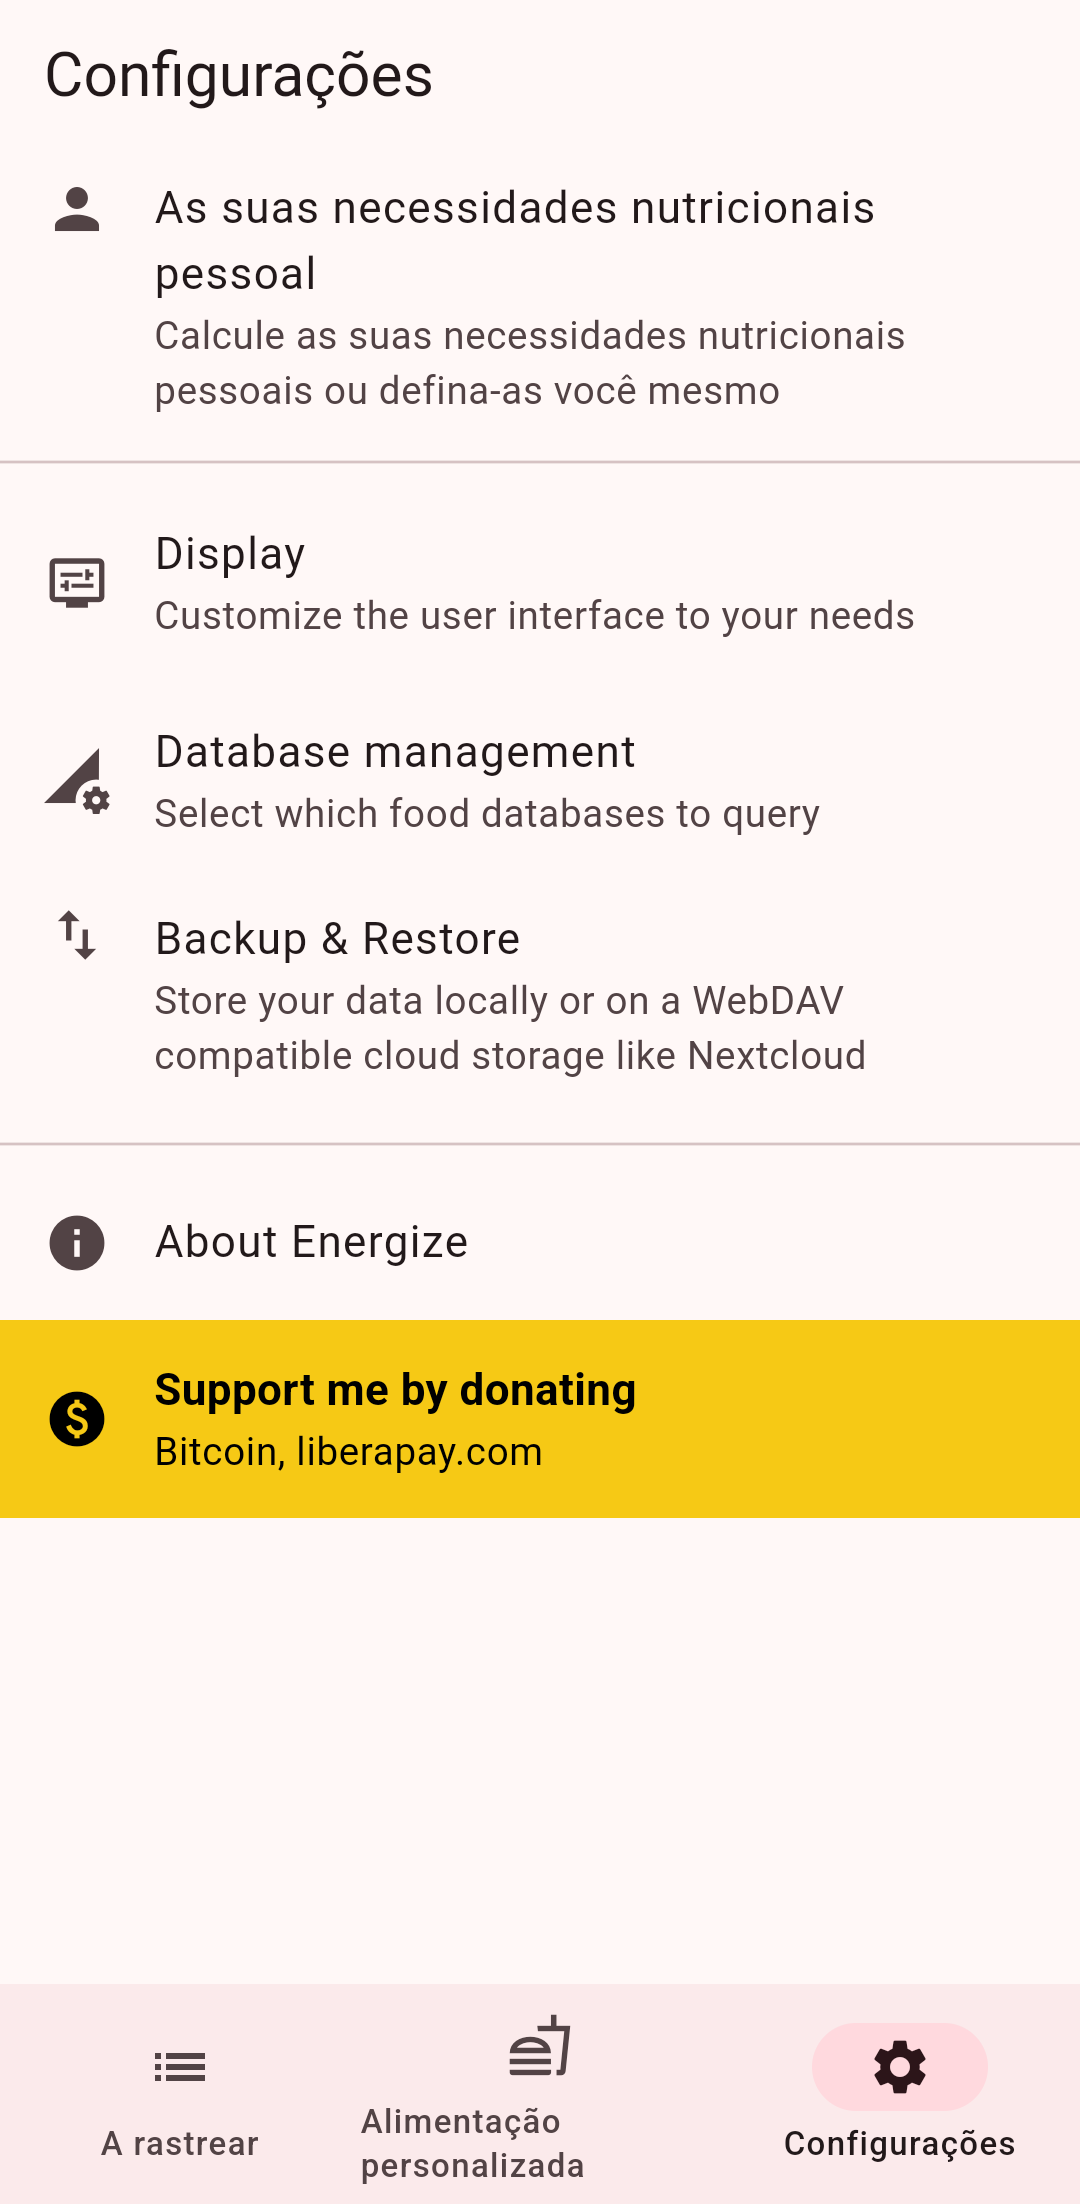 Configurações
As suas necessidades nutricionais
pessoal
Calcule as suas necessidades nutricionais
pessoais ou defina-as você mesmo
Display
Customize the user interface to your needs
Database management
Select which food databases to query
Backup & Restore
Store your data locally or on a WebDAV
compatible cloud storage like Nextcloud
About Energize
Support me by donating
Bitcoin, liberapay.com
A rastrear
Alimentação
personalizada
Configurações